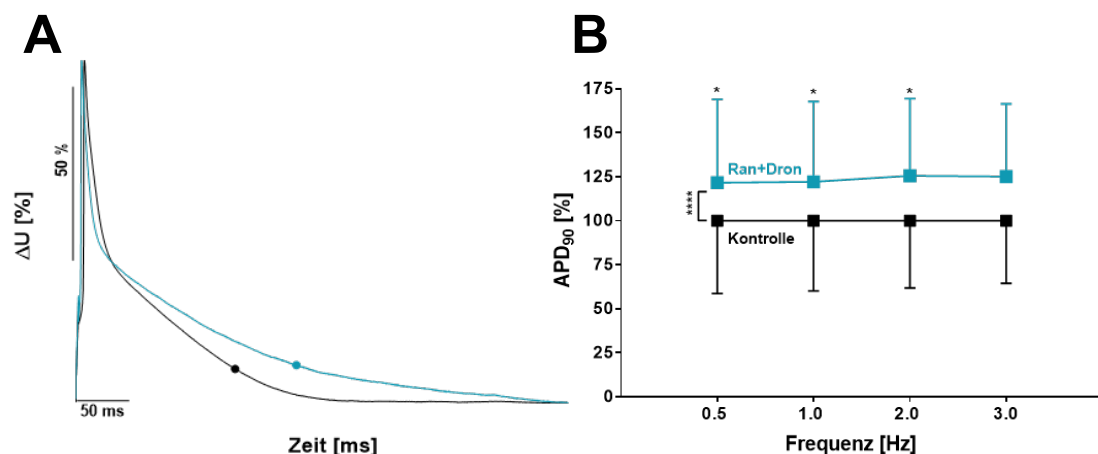 A
50 %
ΔU [%]
50 ms
Zeit [ms]
B
175
150
125
100
75
50
25
0
APD90 [%]
* * *
Ran+Dron
****
Kontrolle
0.5 1.0 2.0 3.0
Frequenz [Hz]